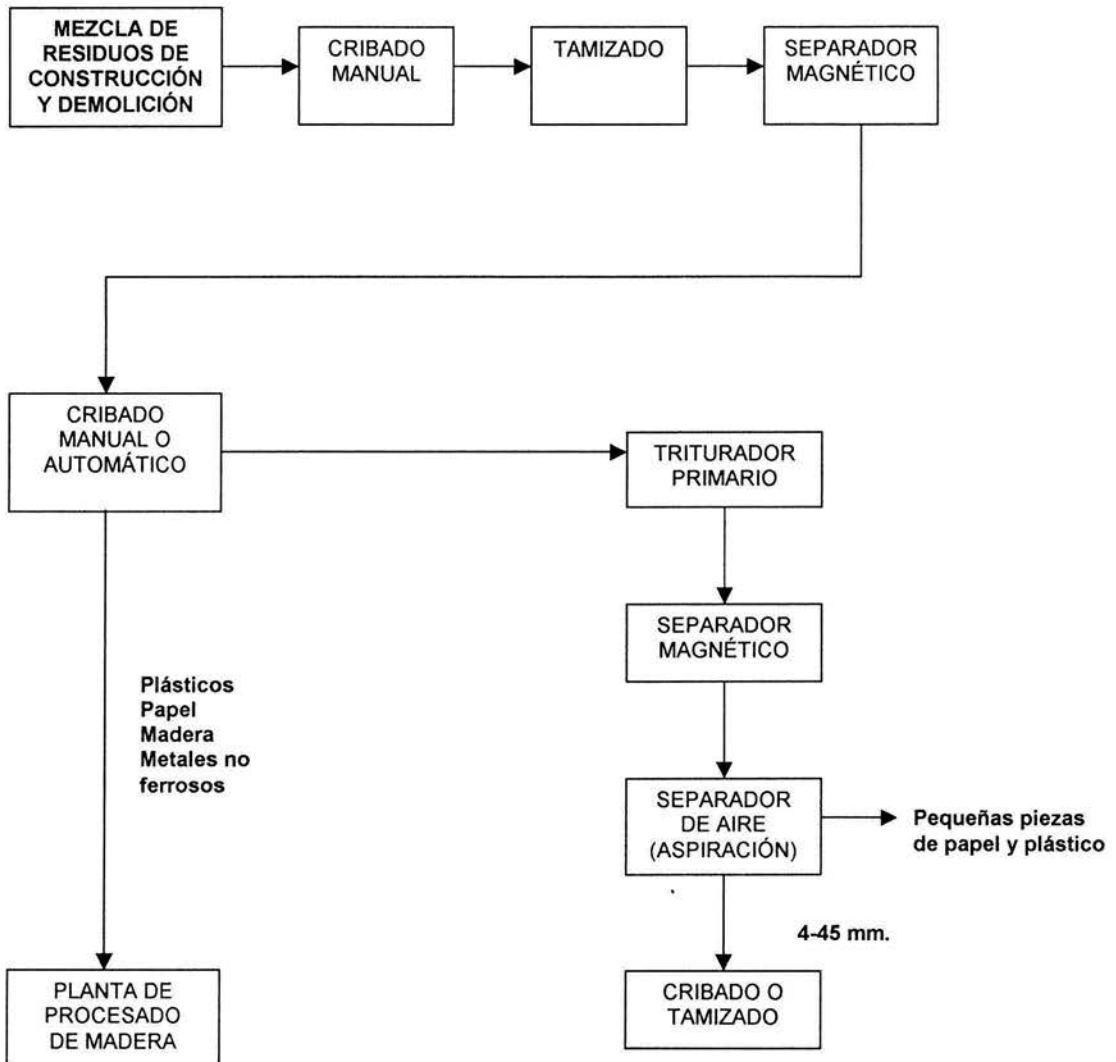 MEZCLA DE
RESIDUOS DE
CONSTRUCCIÓN
Y DEMOLICIÓN
CRIBADO
MANUAL
TAMIZADO
SEPARADOR
MAGNÉTICO
CRIBADO
MANUAL O
AUTOMÁTICO
TRITURADOR
PRIMARIO
SEPARADOR
MAGNÉTICO
Plásticos
Papel
Madera
Metales no
ferrosos
SEPARADOR
DE AIRE
(ASPIRACIÓN)
Pequeñas piezas
de papel y plástico
4-45 mm.
PLANTA DE
PROCESADO
DE MADERA
CRIBADO O
TAMIZADO